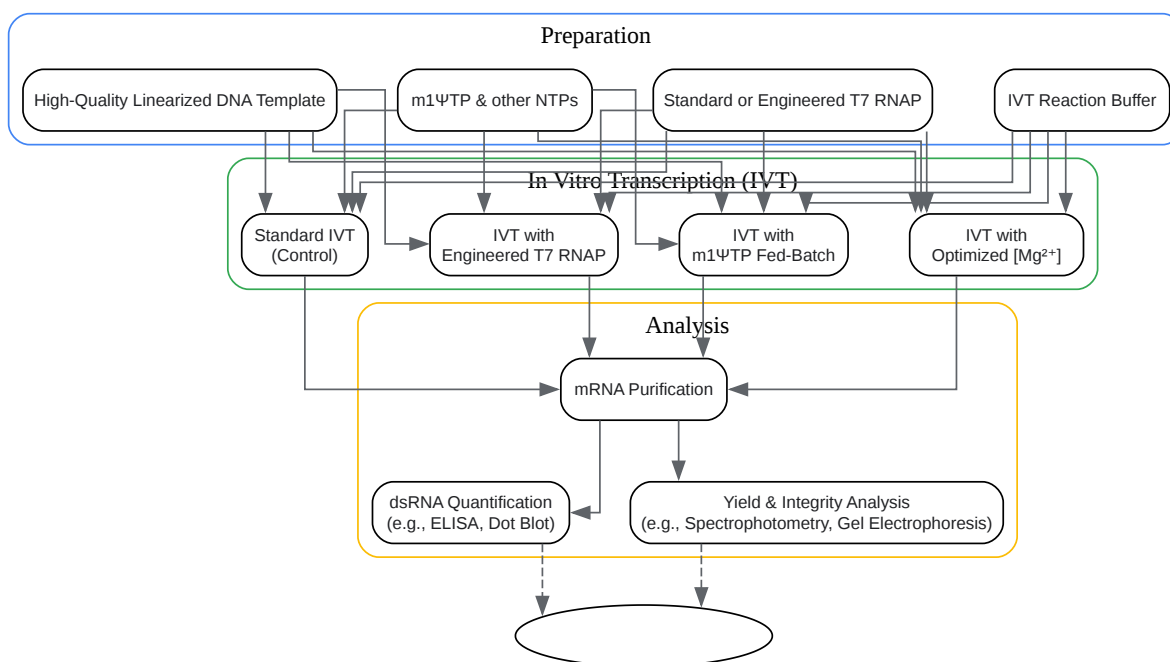 Preparation
High-Quality Linearized DNA Template
m1ΨTP & other NTPs
Standard or Engineered T7 RNAP
IVT Reaction Buffer
In Vitro Transcription (IVT)
Standard IVT
(Control)
IVT with
Engineered T7 RNAP
IVT with
m1ΨTP Fed-Batch
IVT with
Optimized [Mg²⁺]
Analysis
mRNA Purification
dsRNA Quantification
(e.g., ELISA, Dot Blot)
Yield & Integrity Analysis
(e.g., Spectrophotometry, Gel Electrophoresis)